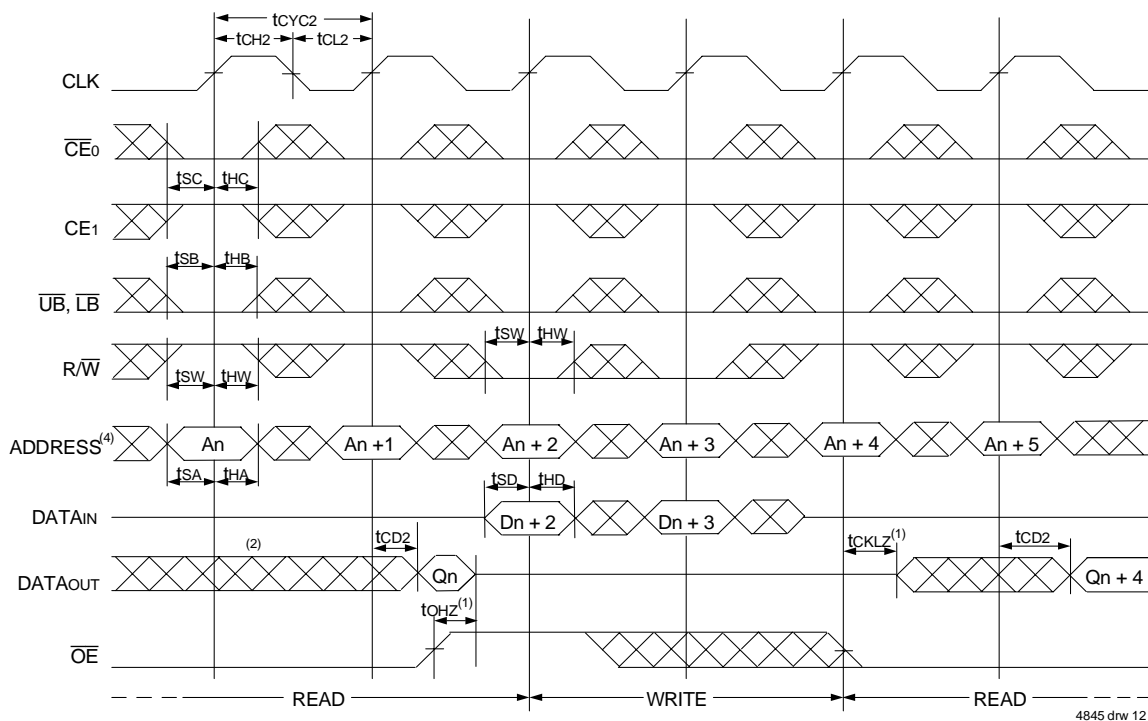 tCYC2
tCH2 tCL2
CLK
CE0
tSC tHC
CE1
tSB tHB
UB, LB
tSW tHW
R/W
tSW tHW
ADDRESS(4) An An + 1 An + 2 An + 3 An + 4 An + 5
tSA tHA tSD tHD
DATAIN Dn + 2 Dn + 3
(2) tCD2 tCKLZ(1) tCD2
DATAOUT Qn Qn + 4
tOHZ(1)
OE
READ WRITE READ
4845 drw 12